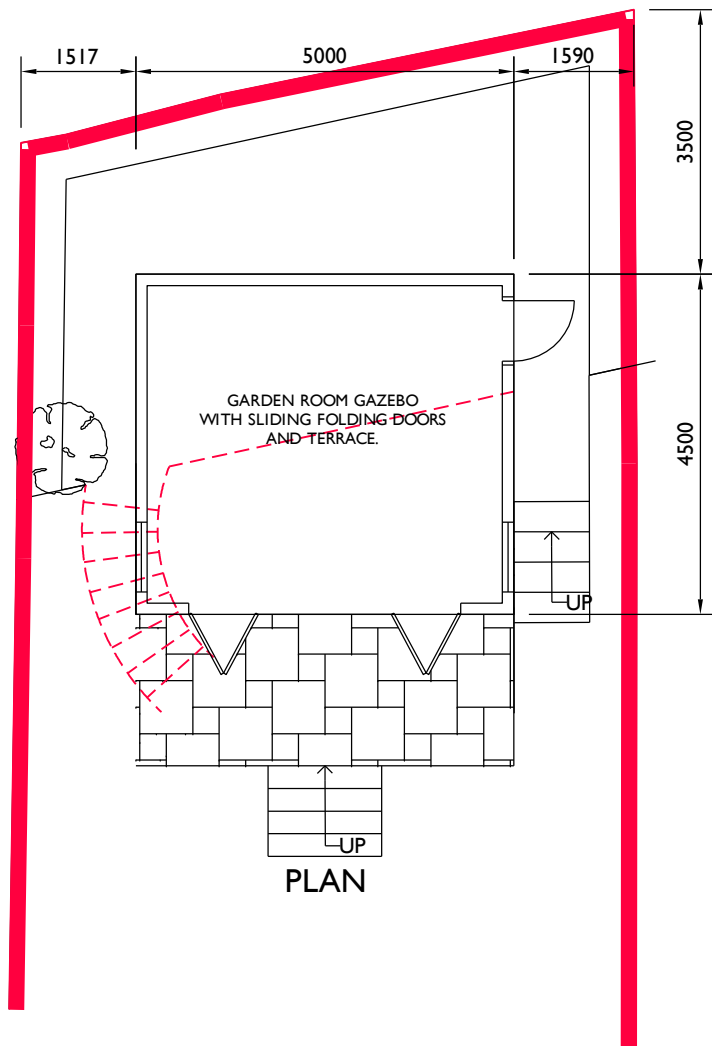 1517
5000
1590
3500
GARDEN ROOM GAZEBO
WITH SLIDING FOLDING DOORS
AND TERRACE.
4500
UP
UP
PLAN